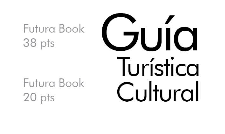 Futura Book
38 pts
Guía
Turística
Cultural
Futura Book
20 pts